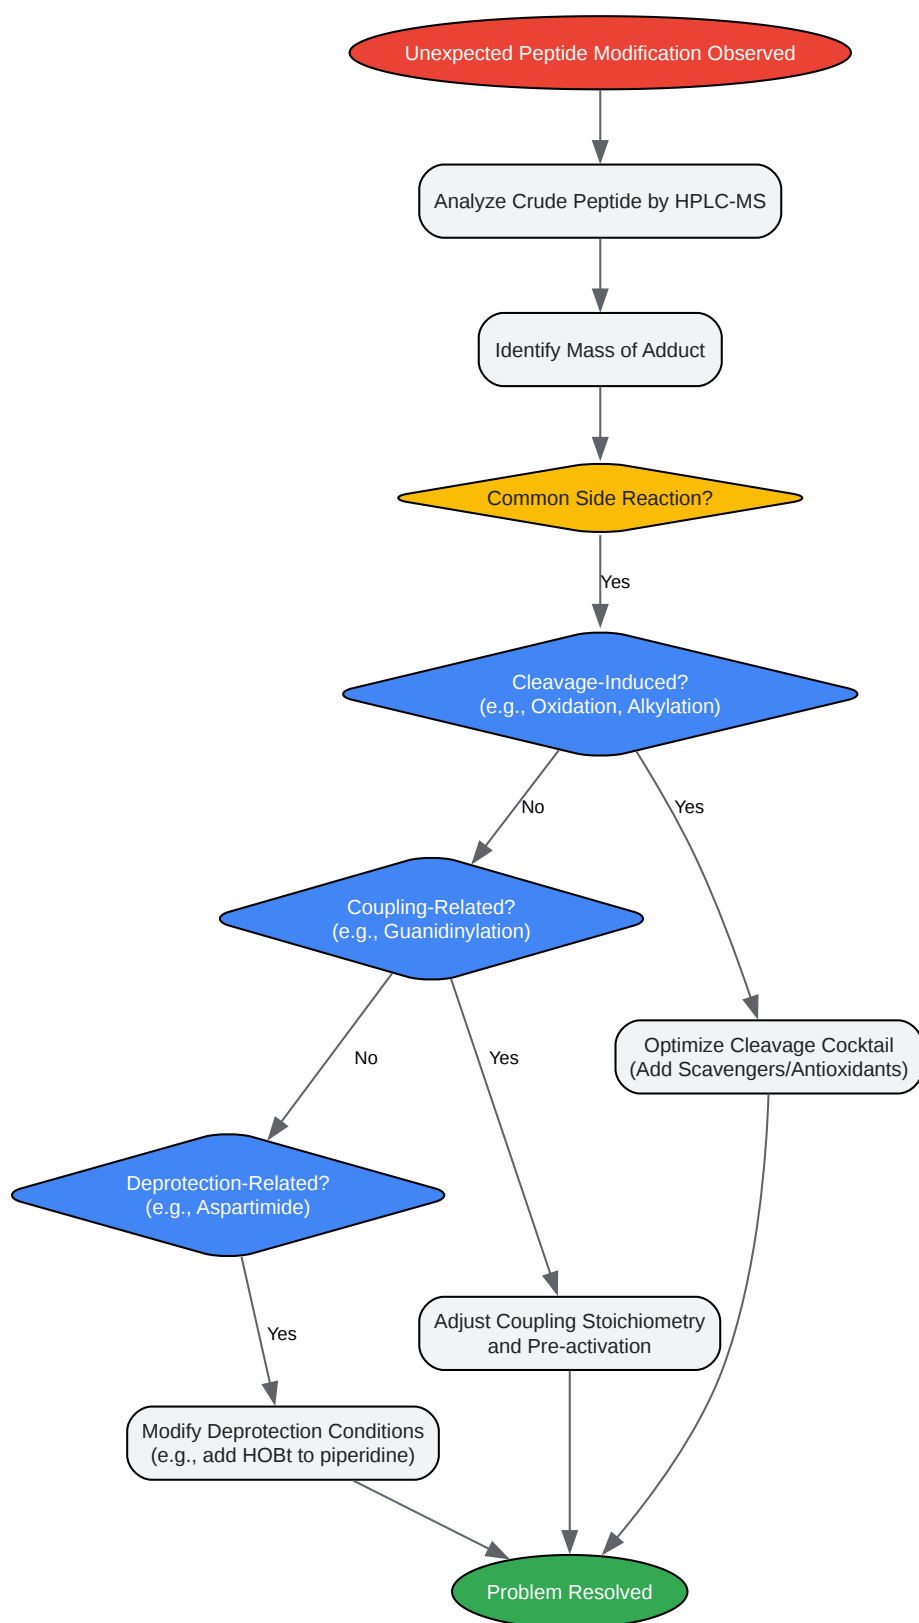 Unexpected Peptide Modification Observed
Analyze Crude Peptide by HPLC-MS
Identify Mass of Adduct
Common Side Reaction?
Yes
Cleavage-Induced?
(e.g., Oxidation, Alkylation)
No
Yes
Coupling-Related?
(e.g., Guanidinylation)
Optimize Cleavage Cocktail
(Add Scavengers/Antioxidants)
No
Yes
Deprotection-Related?
(e.g., Aspartimide)
Adjust Coupling Stoichiometry
and Pre-activation
Yes
Modify Deprotection Conditions
(e.g., add HOBt to piperidine)
Problem Resolved